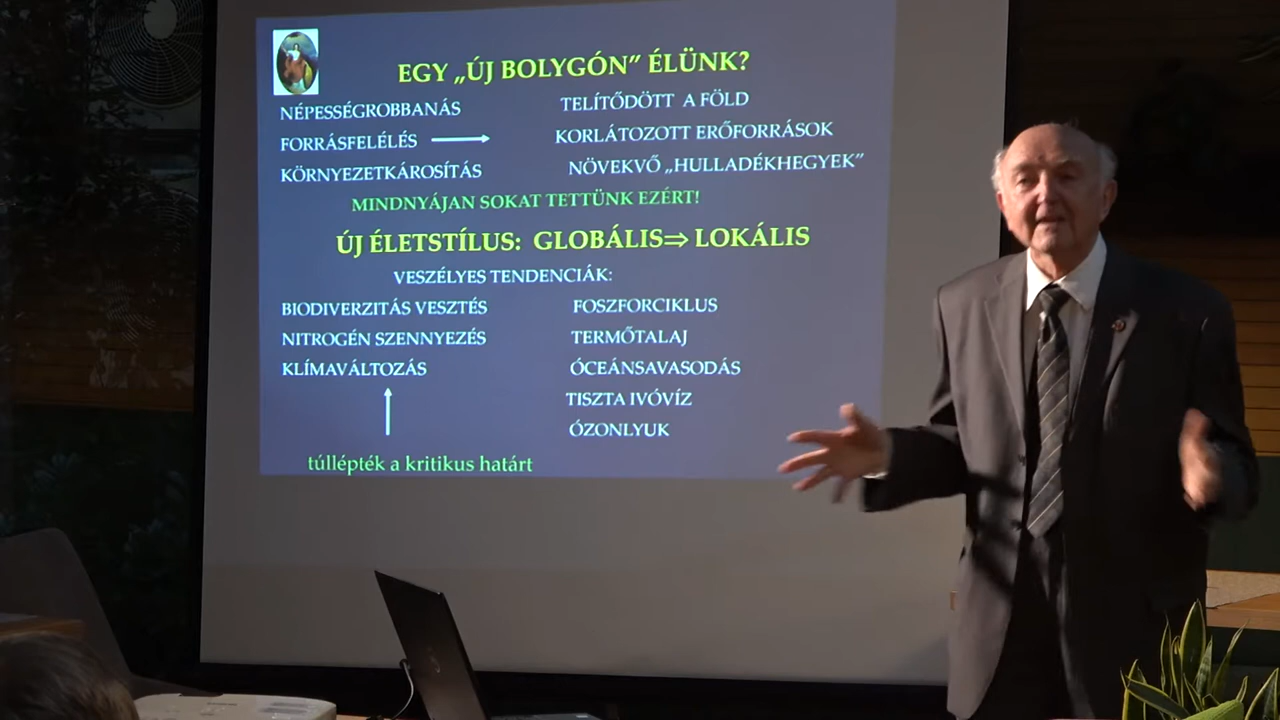 EGY „ÚJ BOLYGÓN” ÉLÜNK?
NÉPESSÉGROBBANÁS TELÍTŐDÖTT A FÖLD
FORRÁSFELÉLÉS → KORLÁTOZOTT ERŐFORRÁSOK
KÖRNYEZETKÁROSÍTÁS NÖVEKVŐ „HULLADÉKHEGYEK”
MINDNYÁJAN SOKAT TETTÜNK EZÉRT!
ÚJ ÉLETSTÍLUS: GLOBÁLIS⇒ LOKÁLIS
VESZÉLYES TENDENCIÁK:
BIODIVERZITÁS VESZTÉS FOSZFORCIKLUS
NITROGÉN SZENNYEZÉS TERMŐTALAJ
KLÍMAVÁLTOZÁS ÓCEÁNSAVASODÁS
TISZTA IVÓVÍZ
ÓZONLYUK
túllépték a kritikus határt